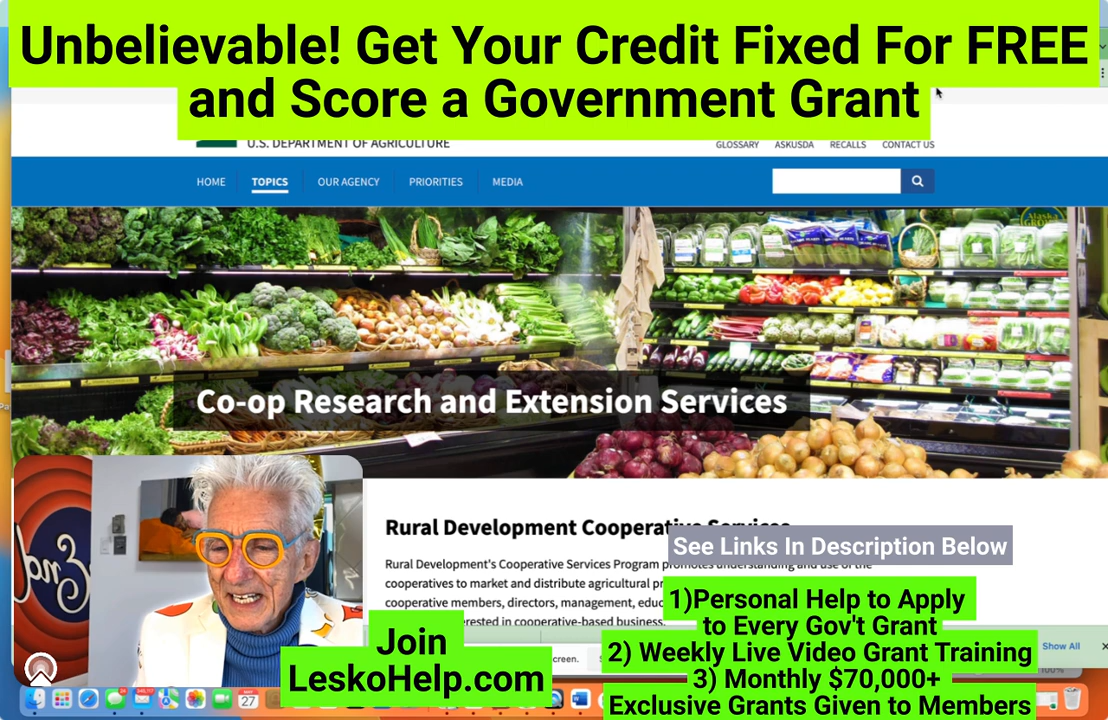 Unbelievable! Get Your Credit Fixed For FREE
and Score a Government Grant
U.S. DEPARTMENT OF AGRICULTURE
GLOSSARY ASKUSDA RECALLS CONTACT US
HOME TOPICS OUR AGENCY PRIORITIES MEDIA
Co-op Research and Extension Services
Rural Development Cooperative Services
See Links In Description Below
Rural Development's Cooperative Services Program promotes understanding and use of the
cooperatives to market and distribute agricultural
cooperative members, directors, management,
in cooperative-based business.
1)Personal Help to Apply
to Every Gov't Grant
2) Weekly Live Video Grant Training
3) Monthly $70,000+
Exclusive Grants Given to Members
Join
LeskoHelp.com
Show All
27